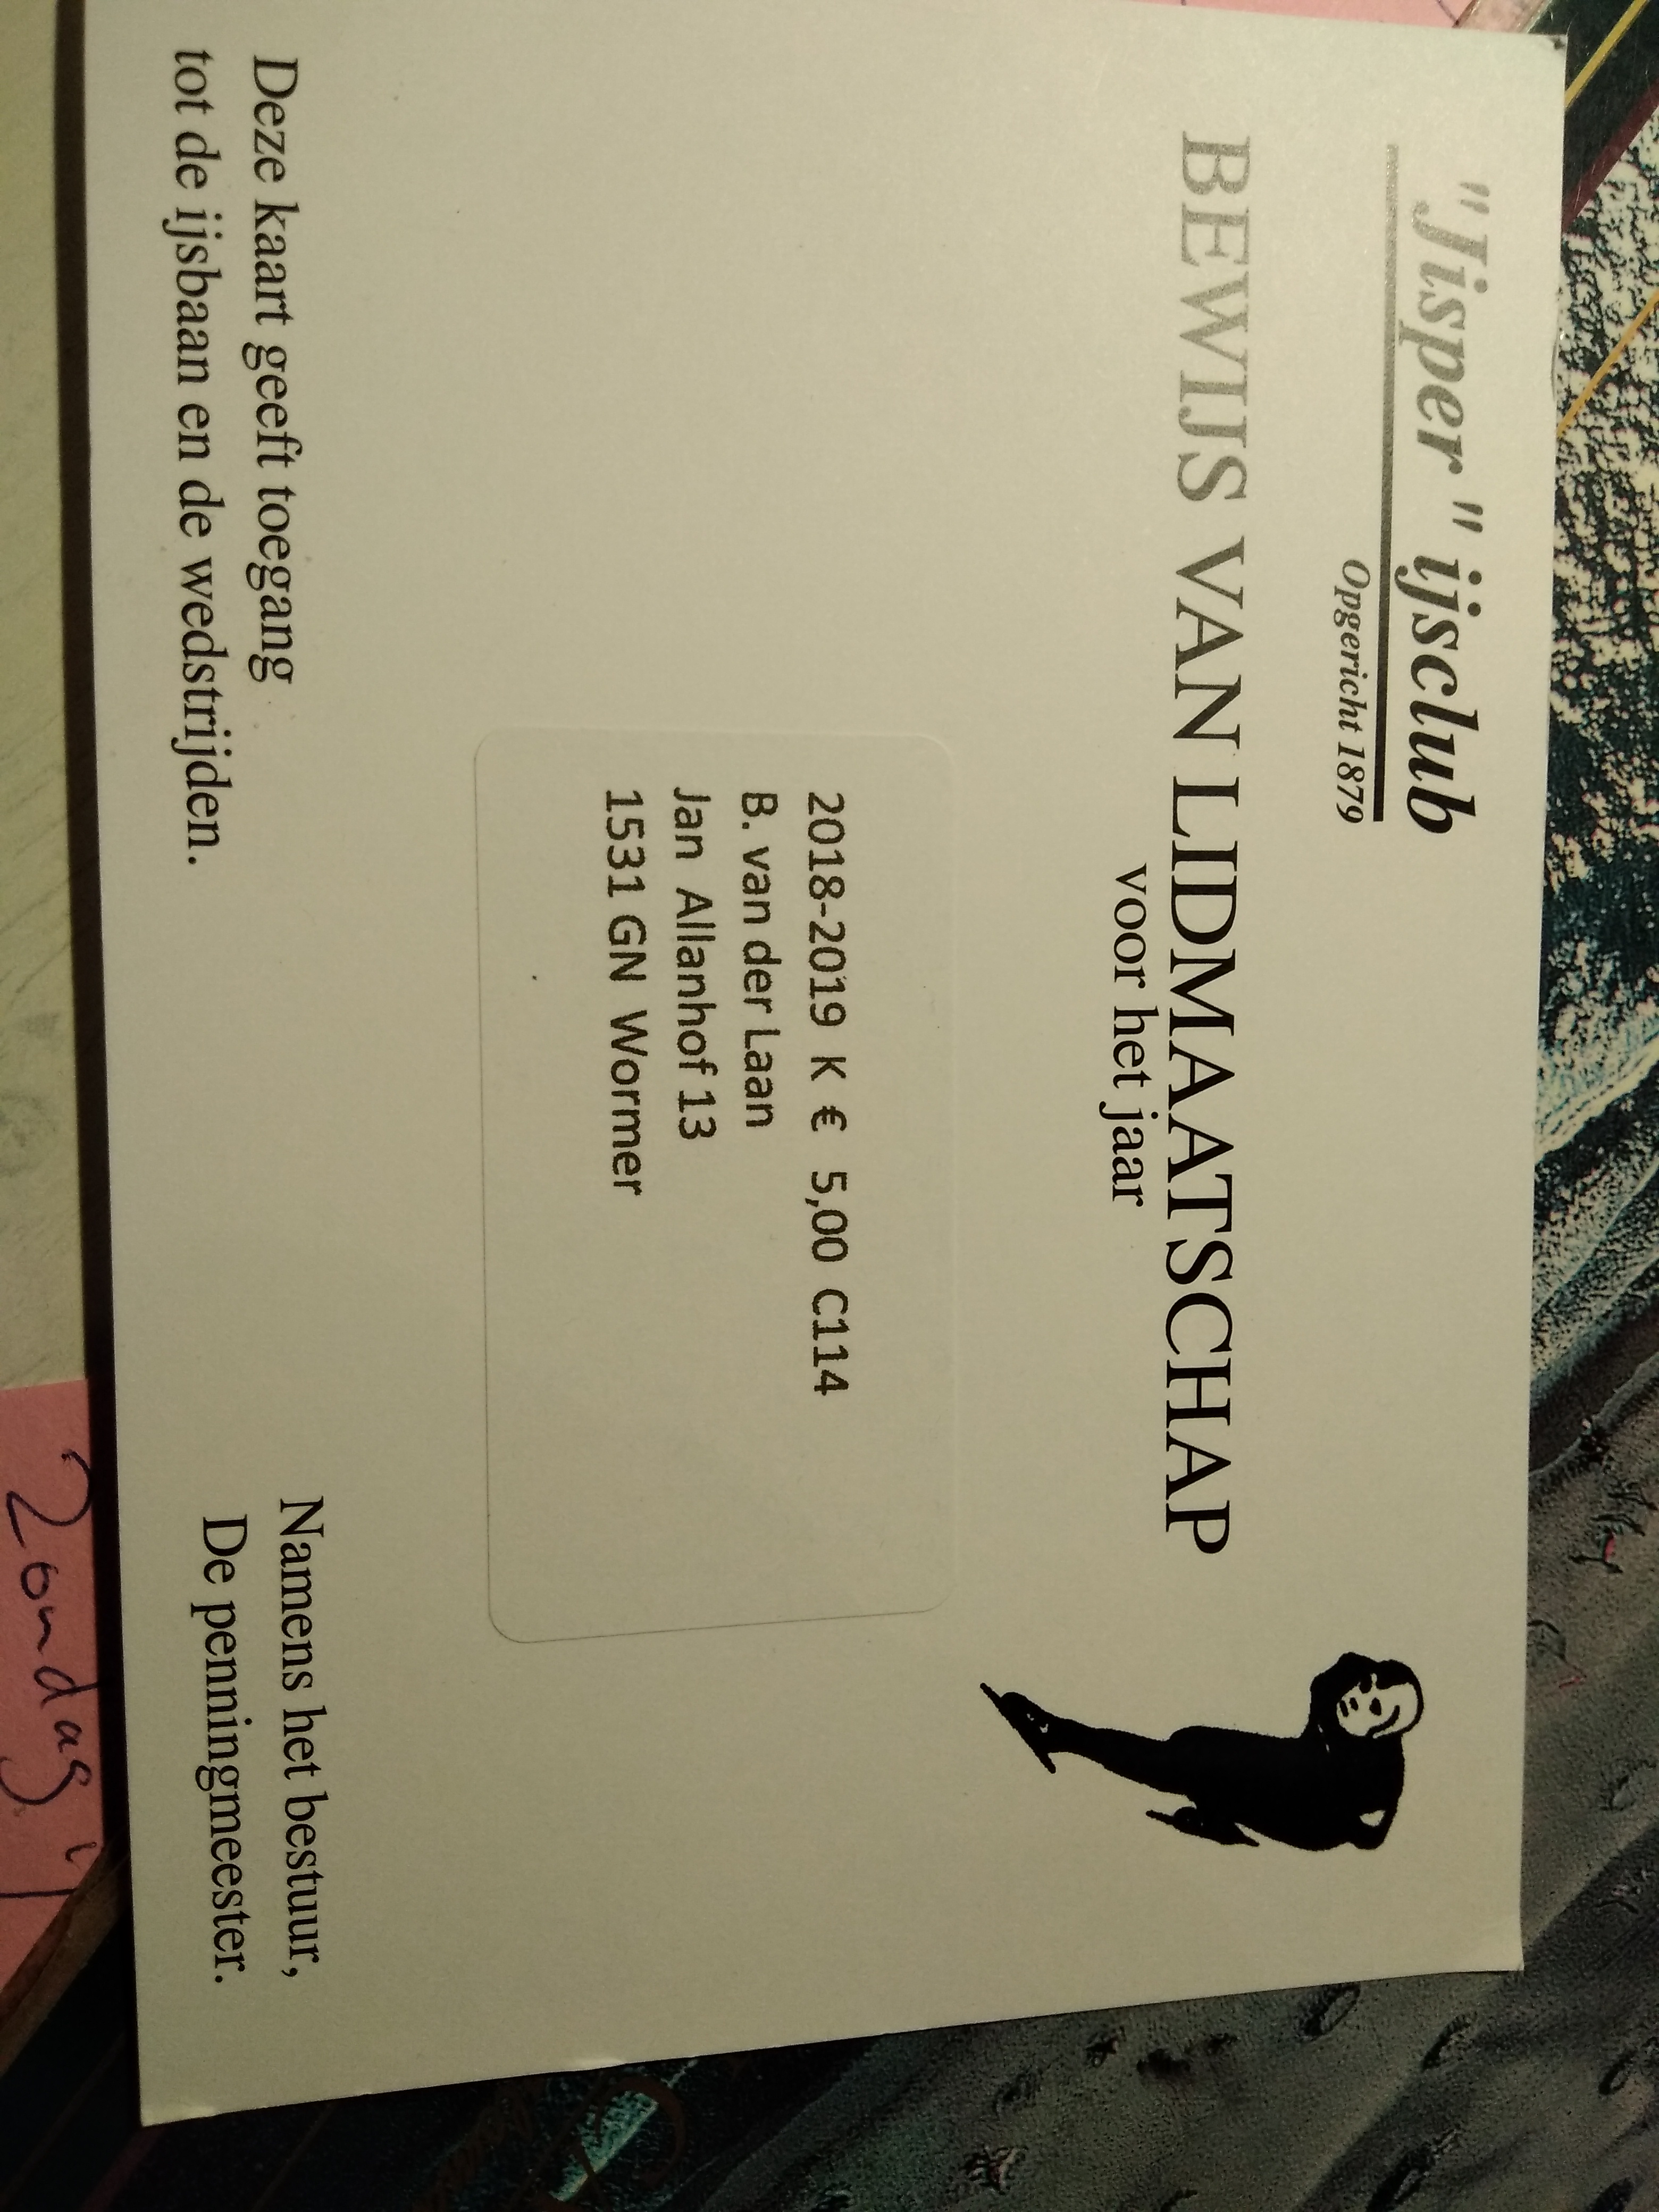 "Jisper" ijsclub
Opgericht 1879
BEWIJS VAN LIDMAATSCHAP
voor het jaar
2018-2019 K € 5,00 C114
B. van der Laan
Jan Allanhof 13
1531 GN Wormer
Deze kaart geeft toegang
tot de ijsbaan en de wedstrijden.
Namens het bestuur,
De penningmeester.
Zondag